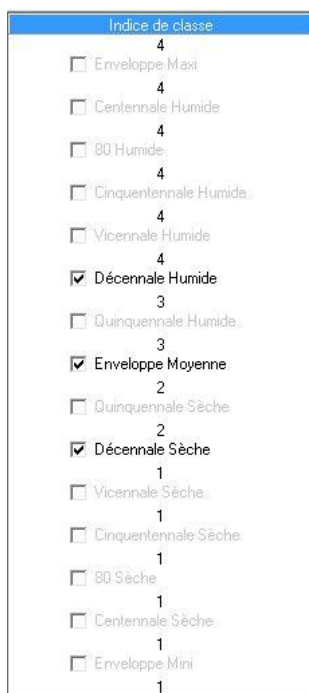 Indice de classe
4
Enveloppe Maxi
4
Centennale Humide
4
80 Humide
4
Cinquentennale Humide
4
Vicennale Humide
4
Décennale Humide
3
Quinquennale Humide
3
Enveloppe Moyenne
2
Quinquennale Sèche
2
Décennale Sèche
1
Vicennale Sèche
1
Cinquentennale Sèche
1
80 Sèche
1
Centennale Sèche
1
Enveloppe Mini
1